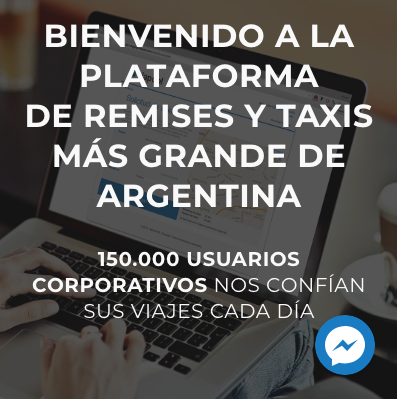 BIENVENIDO A LA
PLATAFORMA
DE REMISES Y TAXIS
MÁS GRANDE DE
ARGENTINA
150.000 USUARIOS
CORPORATIVOS NOS CONFÍAN
SUS VIAJES CADA DÍA